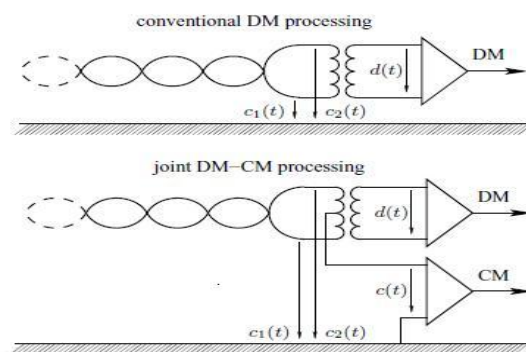 conventional DM processing
DM
d(t)
c₁(t) c₂(t)
joint DM−CM processing
DM
d(t)
CM
c(t)
c₁(t) c₂(t)